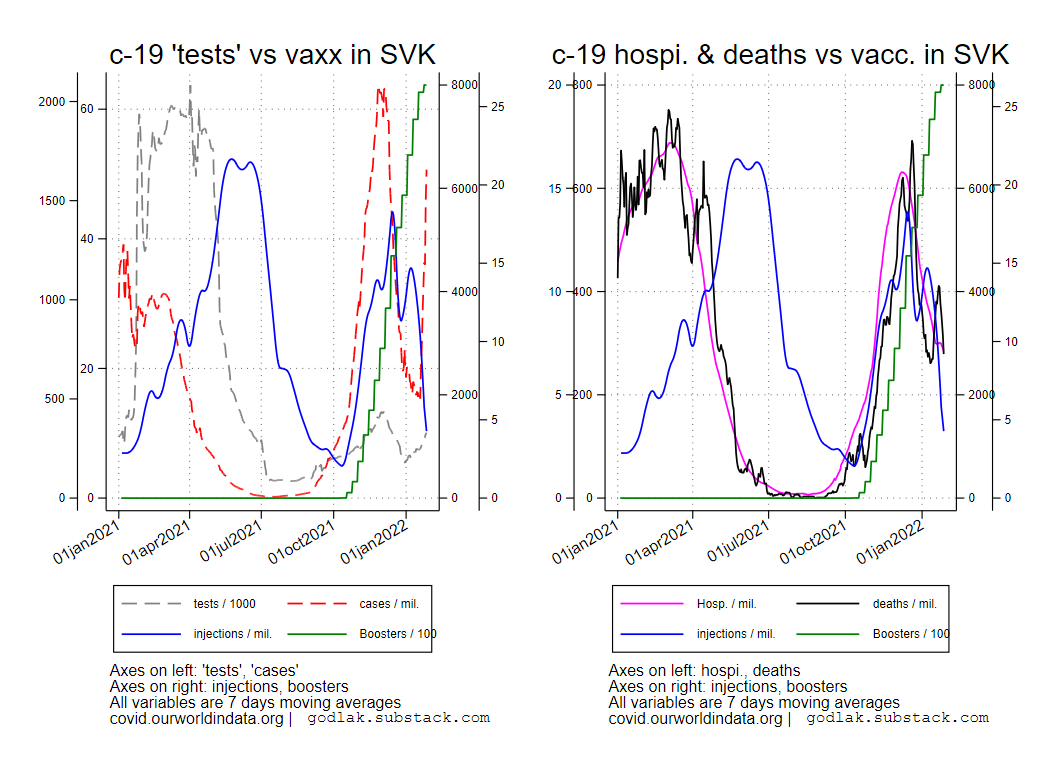 c-19 'tests' vs vaxx in SVK
2000
1500
1000
500
0
60
40
20
0
8000
6000
4000
2000
0
25
20
15
10
5
0
01jan2021
01apr2021
01jul2021
01oct2021
01jan2022
tests / 1000
cases / mil.
injections / mil.
Boosters / 100
Axes on left: 'tests', 'cases'
Axes on right: injections, boosters
All variables are 7 days moving averages
covid.ourworldindata.org | godlak.substack.com
c-19 hospi. & deaths vs vacc. in SVK
20
15
10
5
0
800
600
400
200
0
8000
6000
4000
2000
0
25
20
15
10
5
0
01jan2021
01apr2021
01jul2021
01oct2021
01jan2022
Hosp. / mil.
deaths / mil.
injections / mil.
Boosters / 100
Axes on left: hospi., deaths
Axes on right: injections, boosters
All variables are 7 days moving averages
covid.ourworldindata.org | godlak.substack.com